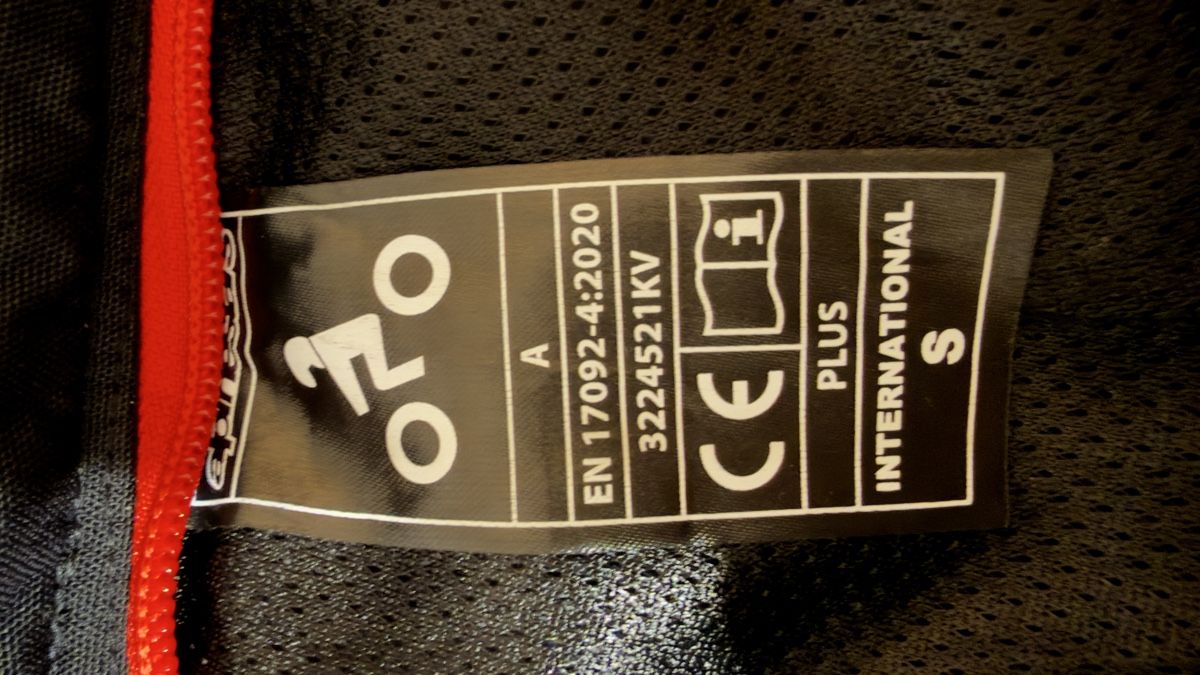 A
EN 17092-4:2020
3224521KV
CE i
PLUS
INTERNATIONAL
S